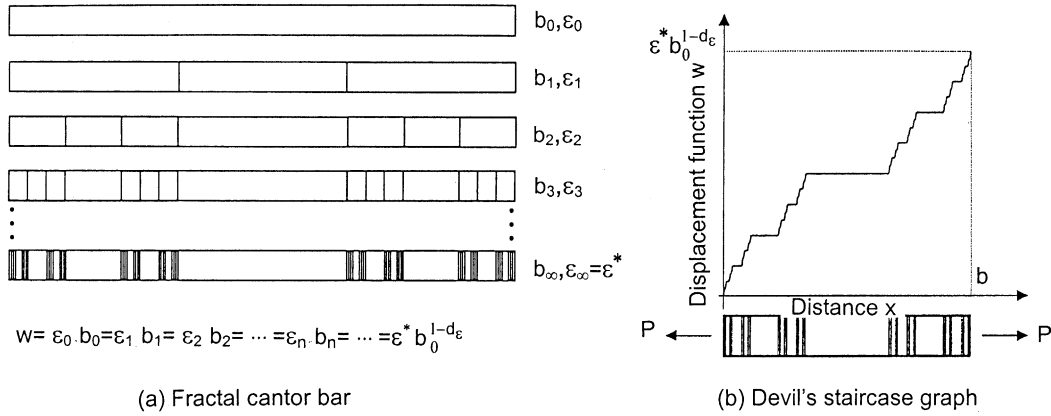 b₀,ε₀
b₁,ε₁
b₂,ε₂
b₃,ε₃
b∞,ε∞=ε*
w= ε₀.b₀=ε₁ b₁= ε₂ b₂= ··· =εₙ.bₙ= ··· =ε* b₀^{1–dε}
(a) Fractal cantor bar
ε* b₀^{1–dε}
Displacement function w
b
Distance x
P
P
(b) Devil's staircase graph